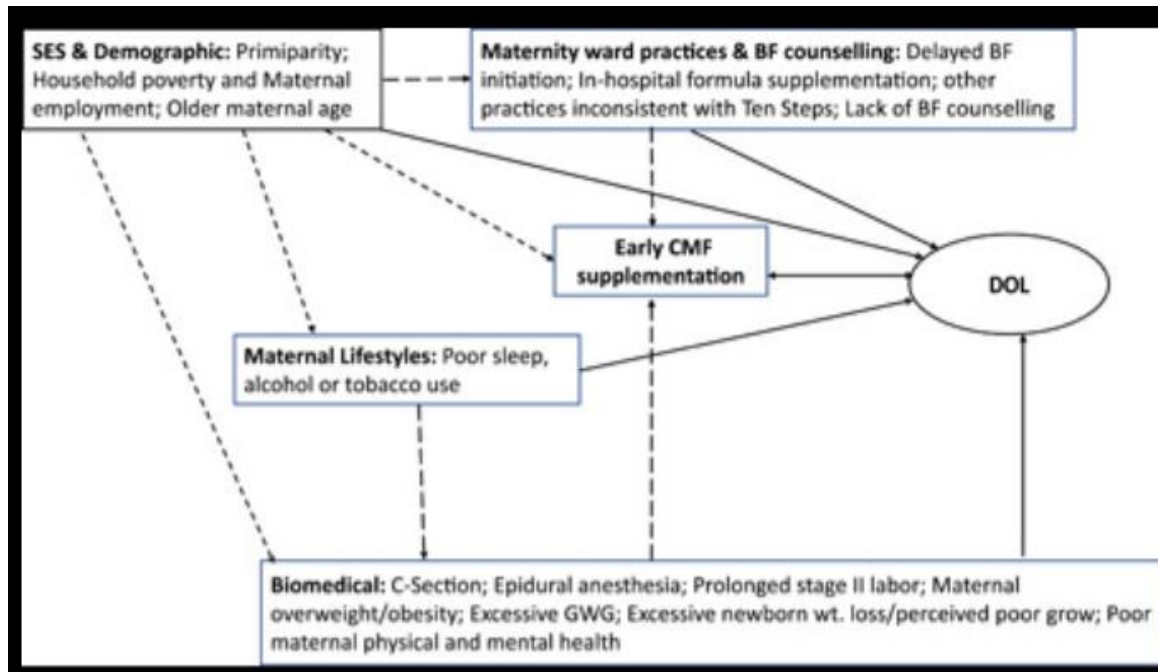 SES & Demographic: Primiparity;
Household poverty and Maternal
employment; Older maternal age
Maternity ward practices & BF counselling: Delayed BF
initiation; In-hospital formula supplementation; other
practices inconsistent with Ten Steps; Lack of BF counselling
Early CMF
supplementation
DOL
Maternal Lifestyles: Poor sleep,
alcohol or tobacco use
Biomedical: C-Section; Epidural anesthesia; Prolonged stage II labor; Maternal
overweight/obesity; Excessive GWG; Excessive newborn wt. loss/perceived poor grow; Poor
maternal physical and mental health